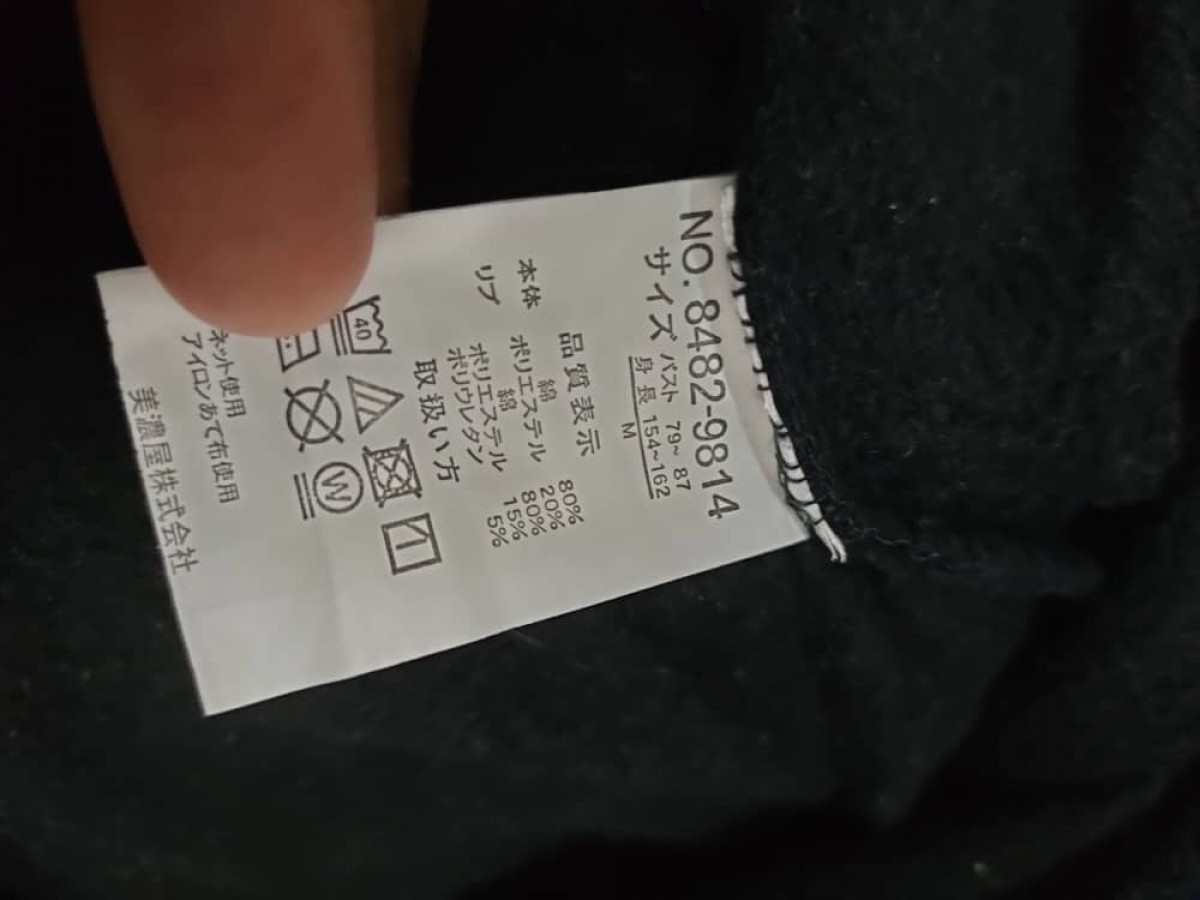 NO. 8482-9814
サイズ バスト 79~ 87
身長 154~162
M
品質表示
本体 綿 80%
ポリエステル 20%
リブ 綿 80%
ポリエステル 15%
ポリウレタン 5%
取扱い方
40
W
ネット使用
アイロンあて布使用
美濃屋株式会社